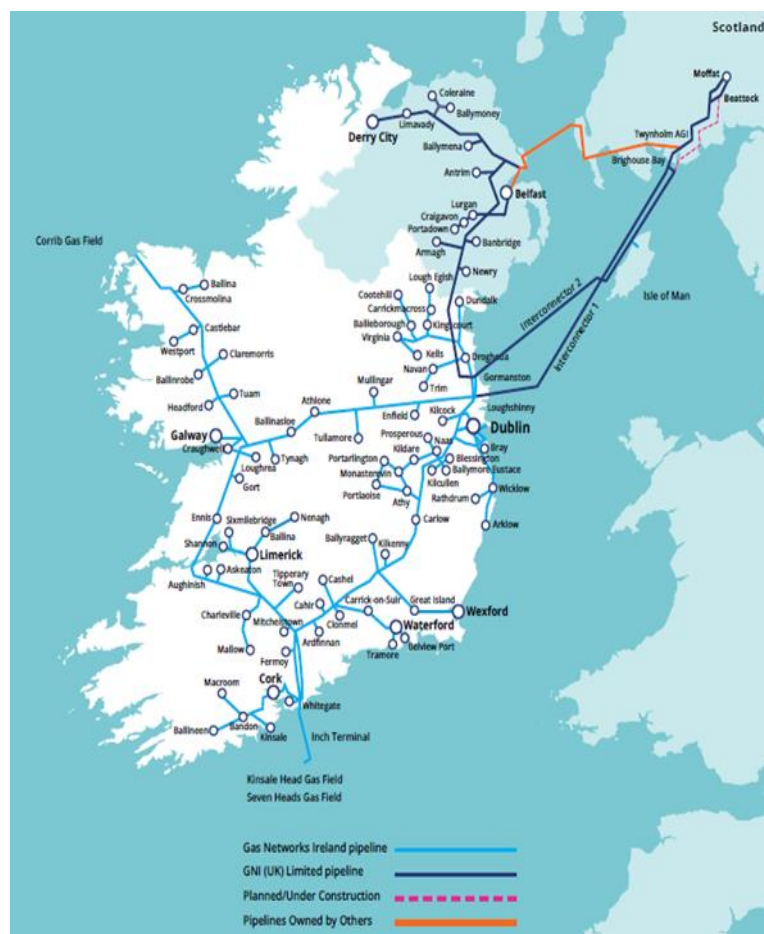 Scotland
Moffat
Beattock
Coleraine
Ballymoney
Limavady
Derry City
Twynholm AGI
Ballymena
Brighouse Bay
Antrim
Belfast
Lurgan
Craigavon
Portadown
Banbridge
Armagh
Corrib Gas Field
Newry
Lough Egish
Ballina
Crossmolina
Cootehill
Carrickmacross
Dundalk
Isle of Man
Interconnector 2
Interconnector 1
Bailieborough
Kingscourt
Castlebar
Virginia
Westport
Claremorris
Kells
Drogheda
Navan
Ballinrobe
Mullingar
Trim
Gormanston
Tuam
Athlone
Headford
Kilcock
Loughshinny
Ballinasloe
Enfield
Dublin
Galway
Tullamore
Prosperous
Naas
Craughwell
Kildare
Bray
Loughrea
Tynagh
Portarlington
Blessington
Monasterevin
Ballymore Eustace
Gort
Kilcullen
Portlaoise
Wicklow
Athy
Rathdrum
Ennis
Sixmilebridge
Nenagh
Carlow
Arklow
Shannon
Ballina
Ballyragget
Kilkenny
Limerick
Askeaton
Tipperary
Town
Cashel
Aughinish
Carrick-on-Suir
Great Island
Cahir
Wexford
Charleville
Mitchelstown
Clonmel
Waterford
Ardfinnan
Mallow
Tramore
Belview Port
Fermoy
Cork
Macroom
Whitegate
Ballineen
Bandon
Kinsale
Inch Terminal
Kinsale Head Gas Field
Seven Heads Gas Field
Gas Networks Ireland pipeline
GNI (UK) Limited pipeline
Planned/Under Construction
Pipelines Owned by Others